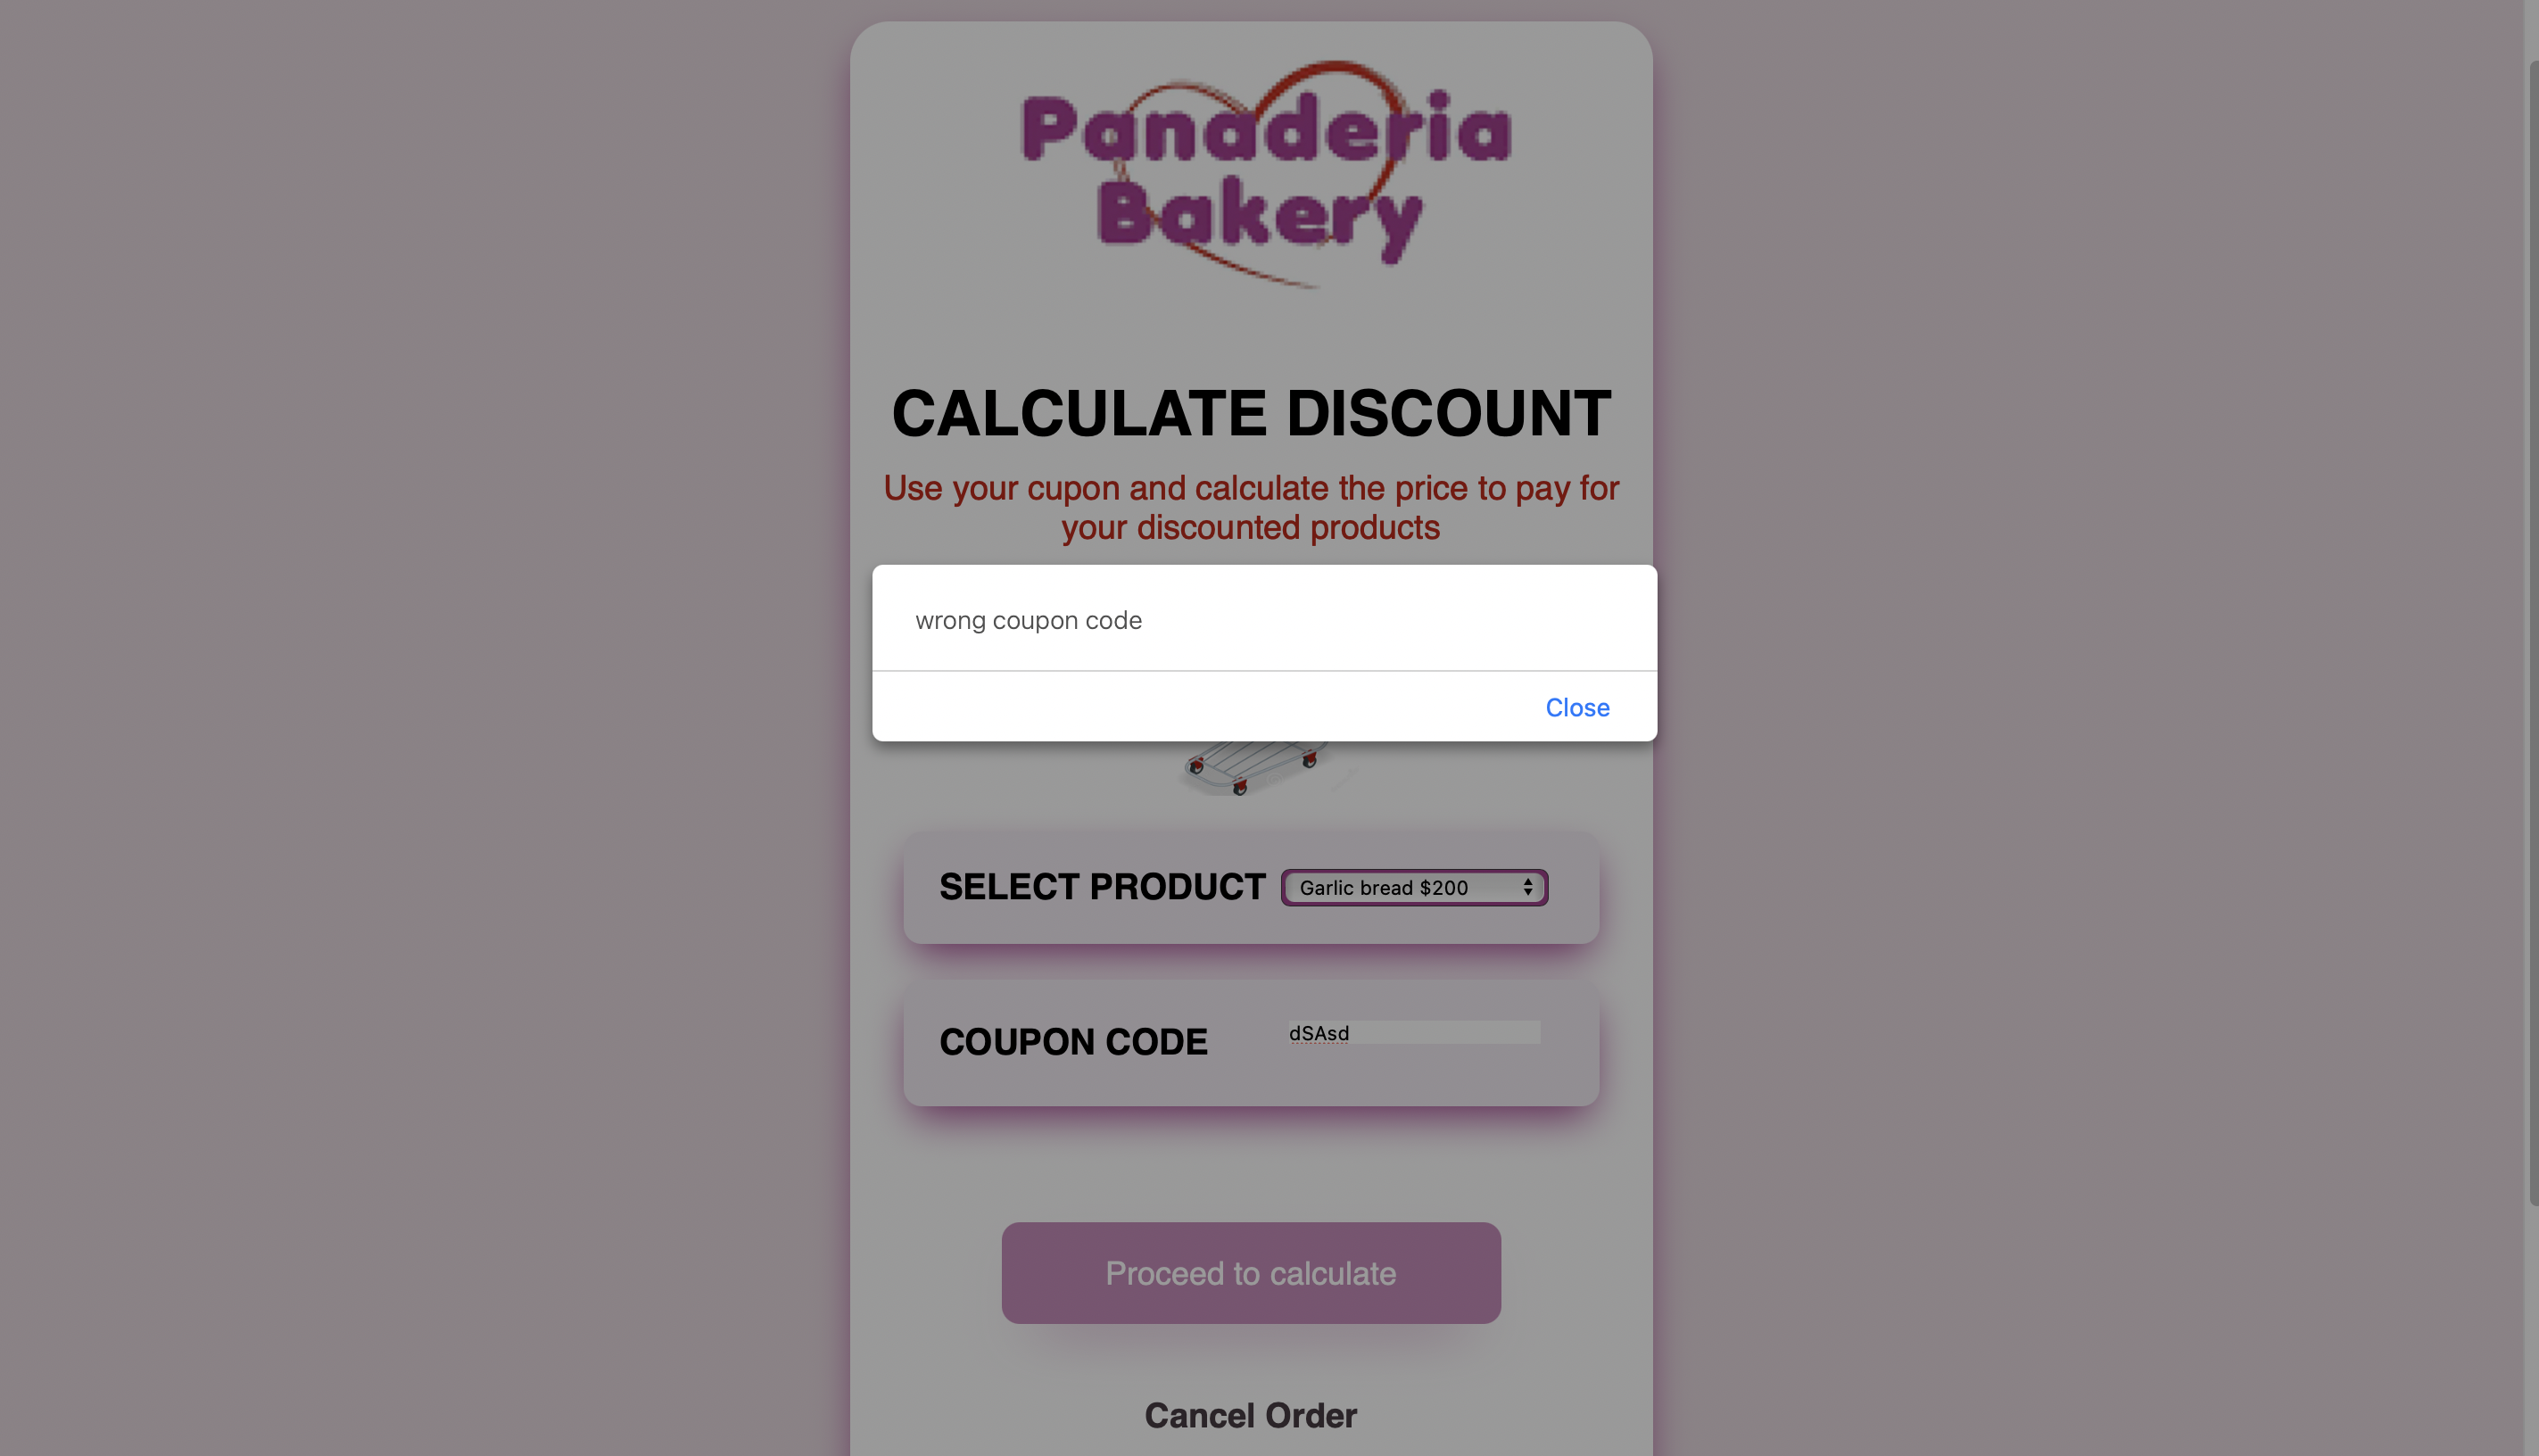 Panaderia
Bakery
CALCULATE DISCOUNT
Use your cupon and calculate the price to pay for
your discounted products
wrong coupon code
Close
SELECT PRODUCT Garlic bread $200
COUPON CODE dSAsd
Proceed to calculate
Cancel Order